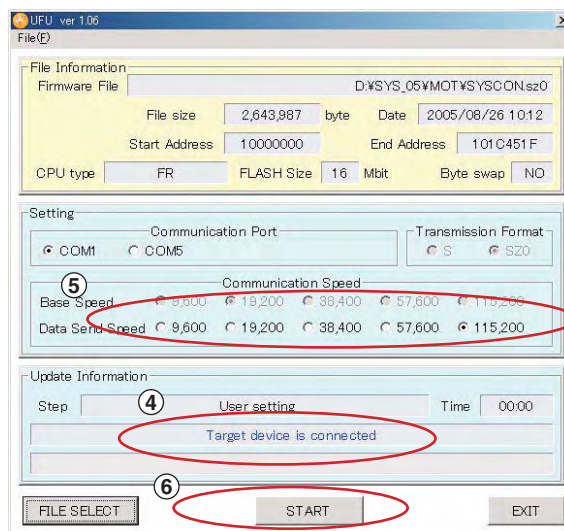 UFU ver 1.06
File(F)
File Information
Firmware File D:¥SYS_05¥MOT¥SYSCON.sz0
File size 2,643,987 byte Date 2005/08/26 10:12
Start Address 10000000 End Address 101C451F
CPU type FR FLASH Size 16 Mbit Byte swap NO
Setting
Communication Port Transmission Format
COM1 COM5 S SZ0
⑤ Communication Speed
Base Speed 9,600 19,200 38,400 57,600 115,200
Data Send Speed 9,600 19,200 38,400 57,600 115,200
Update Information
Step ④ User setting Time 00:00
Target device is connected
⑥
FILE SELECT START EXIT